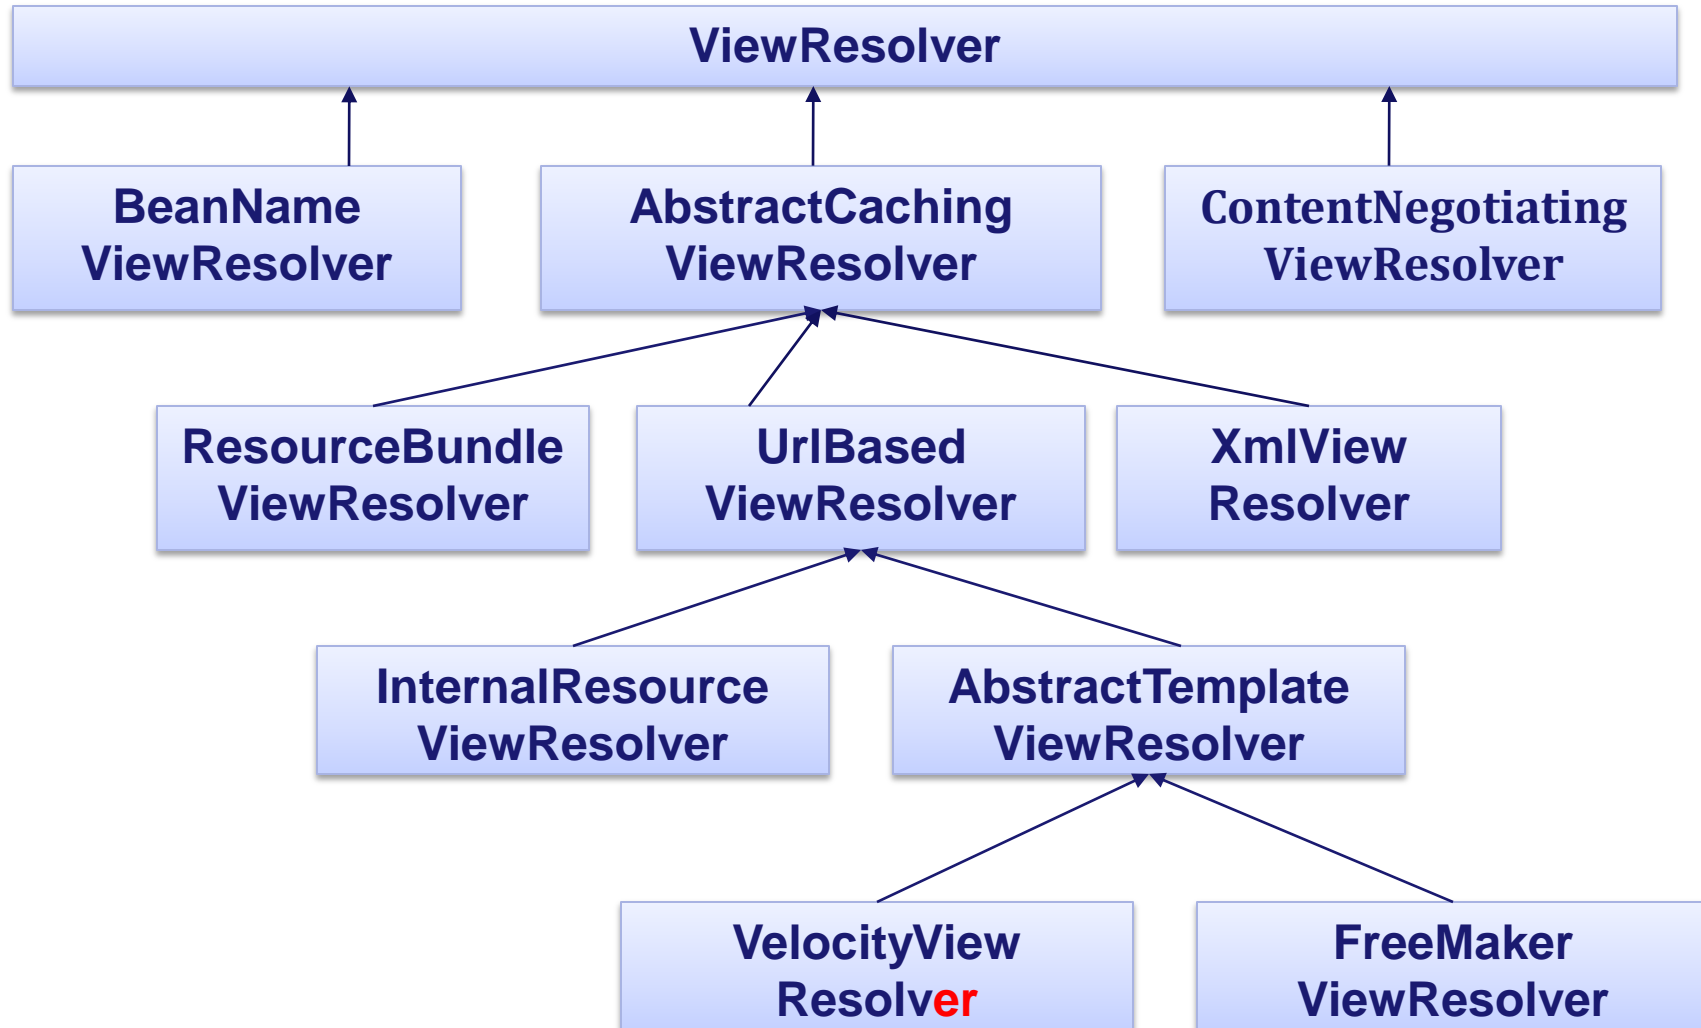 ViewResolver
BeanName
ViewResolver
AbstractCaching
ViewResolver
ContentNegotiating
ViewResolver
ResourceBundle
ViewResolver
UrlBased
ViewResolver
XmlView
Resolver
InternalResource
ViewResolver
AbstractTemplate
ViewResolver
VelocityView
Resolver
FreeMaker
ViewResolver